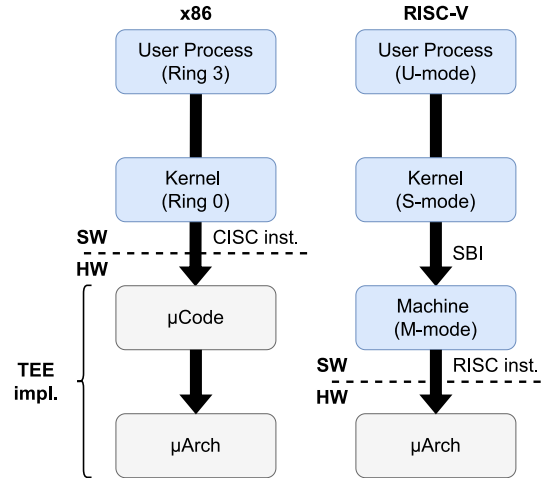 x86
RISC-V
User Process
(Ring 3)
User Process
(U-mode)
Kernel
(Ring 0)
Kernel
(S-mode)
SW
CISC inst.
HW
SBI
µCode
Machine
(M-mode)
TEE
impl.
SW
RISC inst.
HW
µArch
µArch